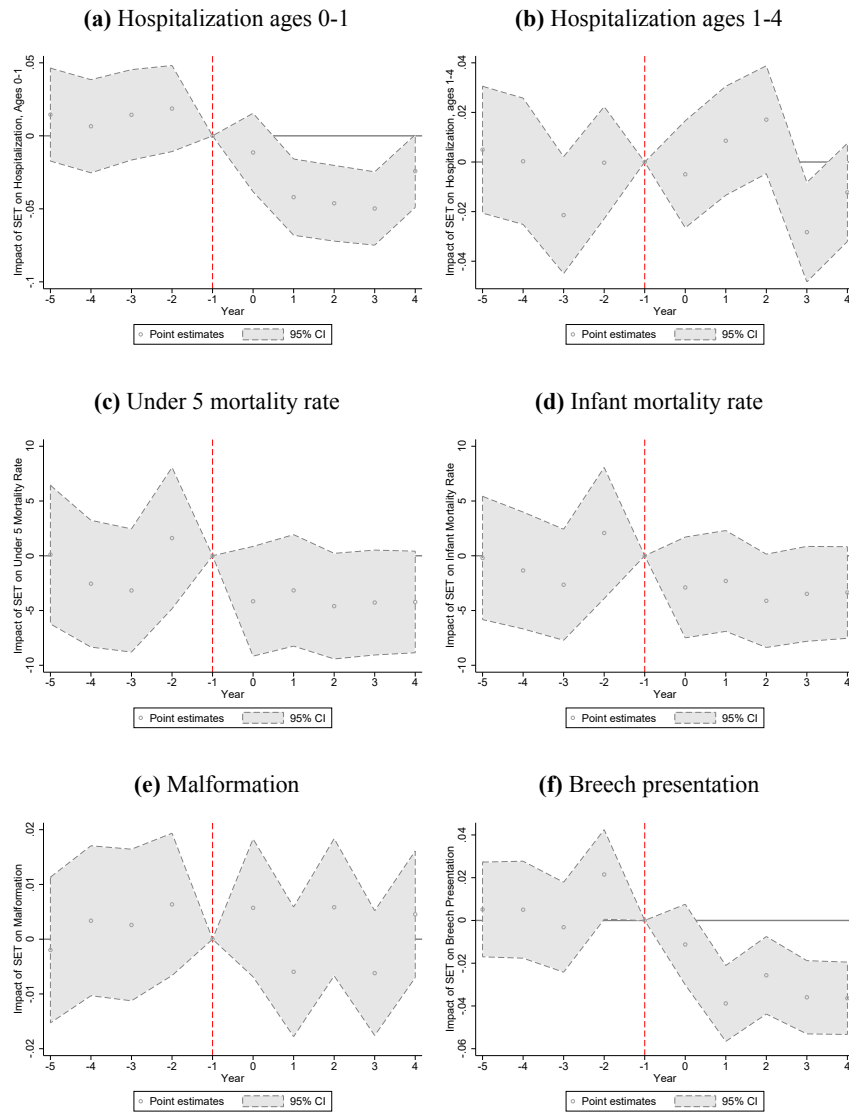 (a) Hospitalization ages 0-1
Impact of SET on Hospitalization, Ages 0-1
.05
0
-.05
-.1
-5 -4 -3 -2 -1 0 1 2 3 4
Year
Point estimates 95% CI
(b) Hospitalization ages 1-4
Impact of SET on Hospitalization, ages 1-4
.04
.02
0
-.02
-.04
-5 -4 -3 -2 -1 0 1 2 3 4
Year
Point estimates 95% CI
(c) Under 5 mortality rate
Impact of SET on Under 5 Mortality Rate
10
5
0
-5
-10
-5 -4 -3 -2 -1 0 1 2 3 4
Year
Point estimates 95% CI
(d) Infant mortality rate
Impact of SET on Infant Mortality Rate
10
5
0
-5
-10
-5 -4 -3 -2 -1 0 1 2 3 4
Year
Point estimates 95% CI
(e) Malformation
Impact of SET on Malformation
.02
.01
0
-.01
-.02
-5 -4 -3 -2 -1 0 1 2 3 4
Year
Point estimates 95% CI
(f) Breech presentation
Impact of SET on Breech Presentation
.04
.02
0
-.02
-.04
-.06
-5 -4 -3 -2 -1 0 1 2 3 4
Year
Point estimates 95% CI